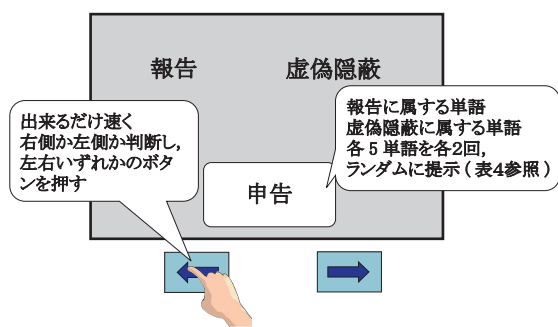 報告 虚偽隠蔽
出来るだけ速く
右側か左側か判断し,
左右いずれかのボタ
ンを押す
報告に属する単語
虚偽隠蔽に属する単語
各5単語を各2回,
ランダムに提示(表4参照)
申告